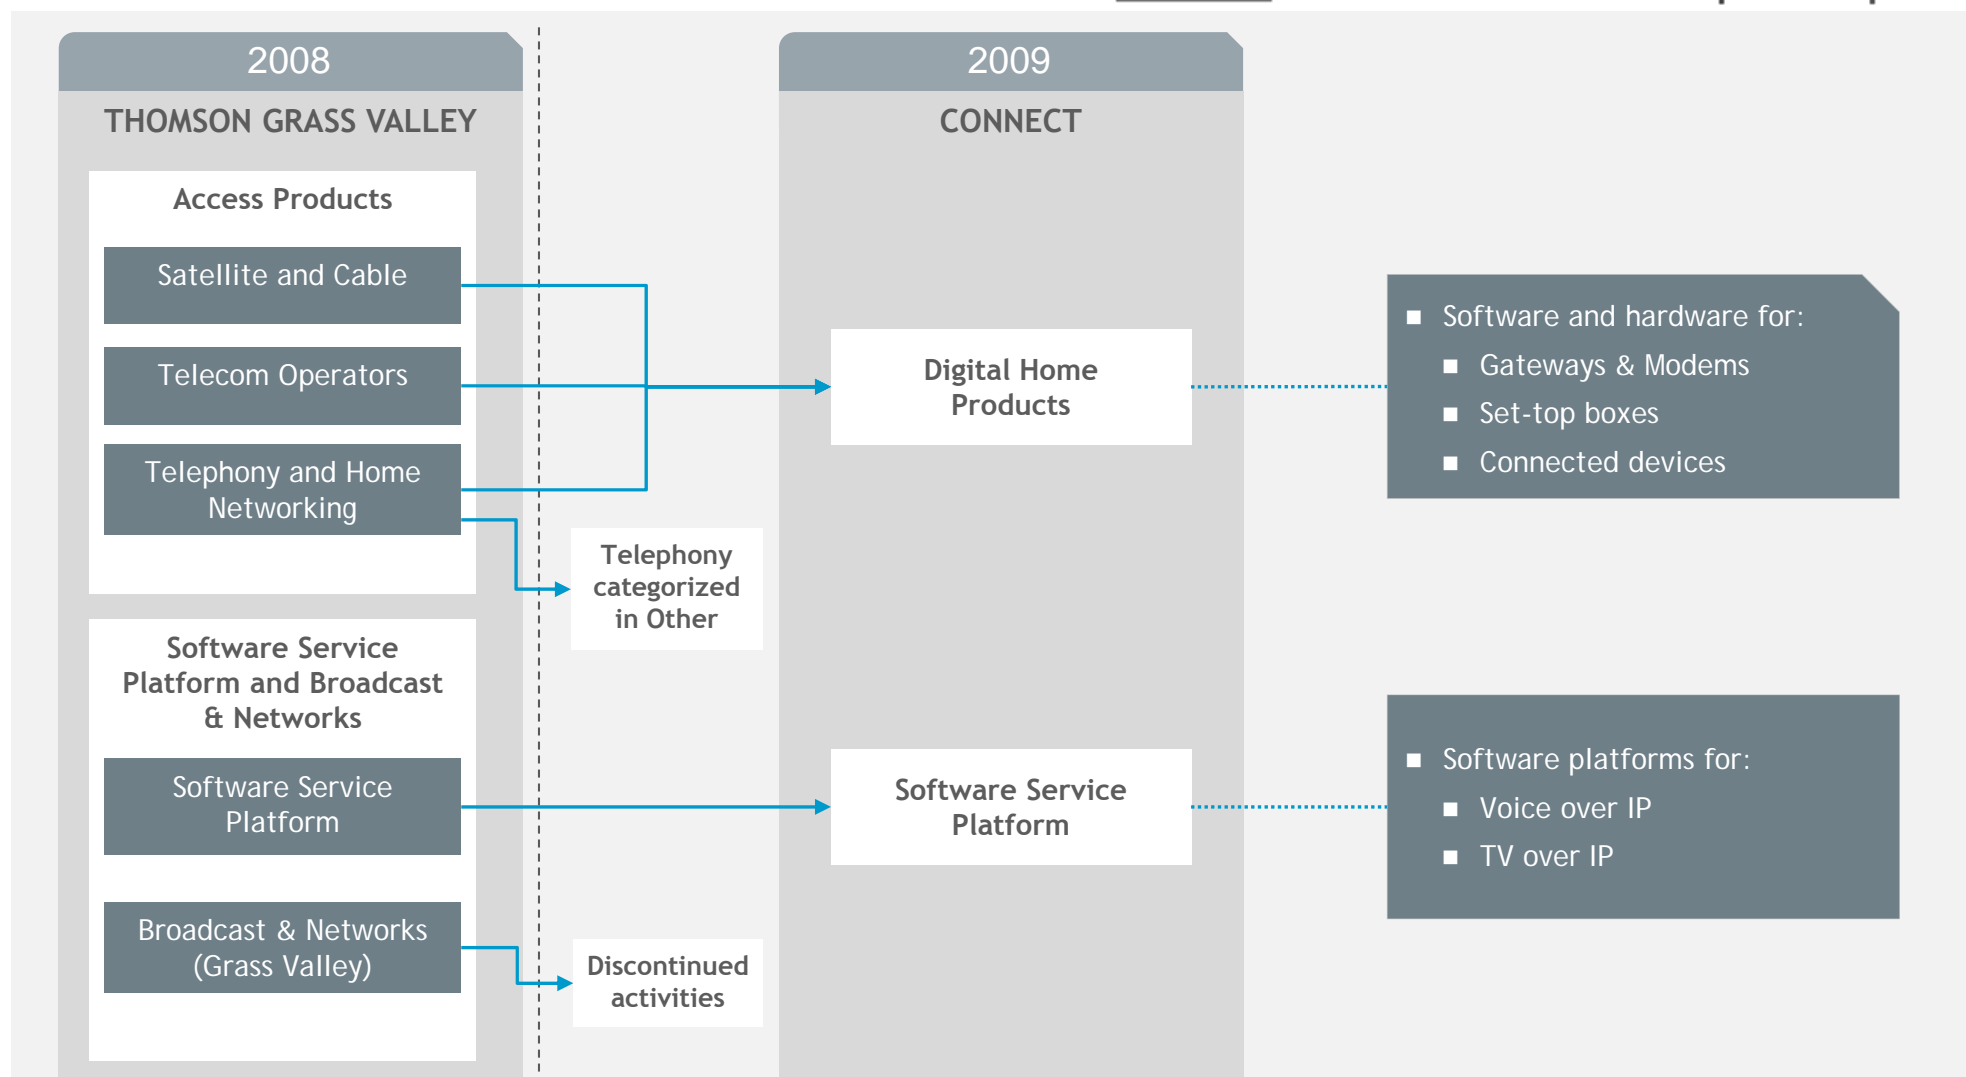 2008
THOMSON GRASS VALLEY
Access Products
Satellite and Cable
Telecom Operators
Telephony and Home
Networking
Software Service
Platform and Broadcast
& Networks
Software Service
Platform
Broadcast & Networks
(Grass Valley)
Telephony
categorized
in Other
Discontinued
activities
2009
CONNECT
Digital Home
Products
Software Service
Platform
■ Software and hardware for:
■ Gateways & Modems
■ Set-top boxes
■ Connected devices
■ Software platforms for:
■ Voice over IP
■ TV over IP